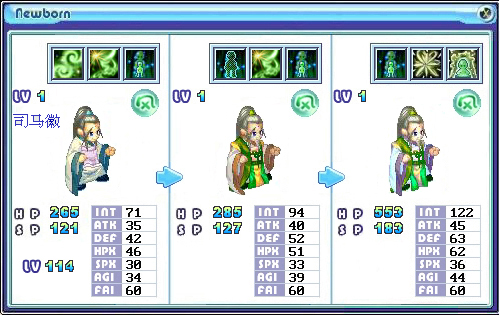 Newborn
LV 1
司马徽
HP 265
SP 121
LV 114
INT 71
ATK 35
DEF 42
HPX 46
SPX 30
AGI 34
FAI 60
LV 1
HP 285
SP 127
INT 94
ATK 40
DEF 52
HPX 51
SPX 33
AGI 39
FAI 60
LV 1
HP 553
SP 183
INT 122
ATK 45
DEF 63
HPX 62
SPX 36
AGI 44
FAI 60